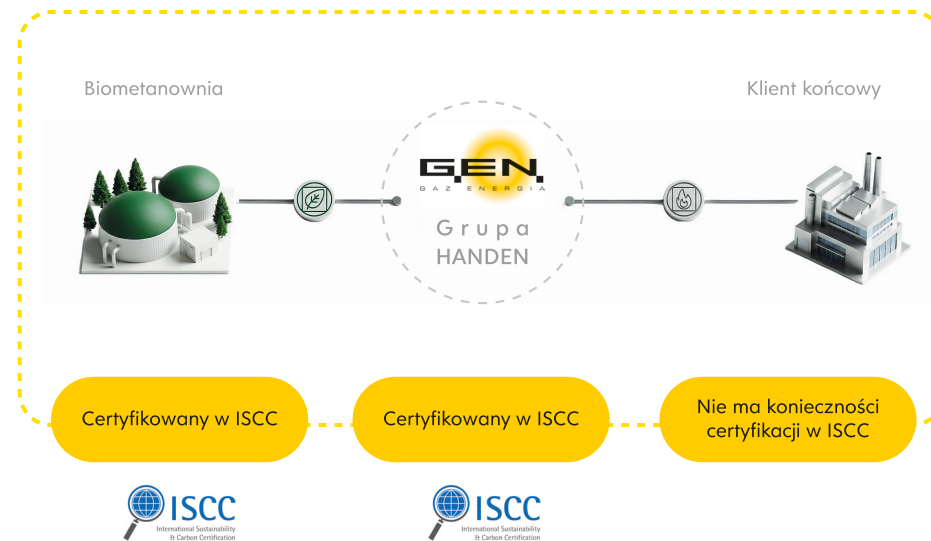 Biometanownia
Klient końcowy
G.E.N.
GAZ ENERGIA
Grupa
HANDEN
Certyfikowany w ISCC
Certyfikowany w ISCC
Nie ma konieczności
certyfikacji w ISCC
ISCC
International Sustainability
& Carbon Certification
ISCC
International Sustainability
& Carbon Certification